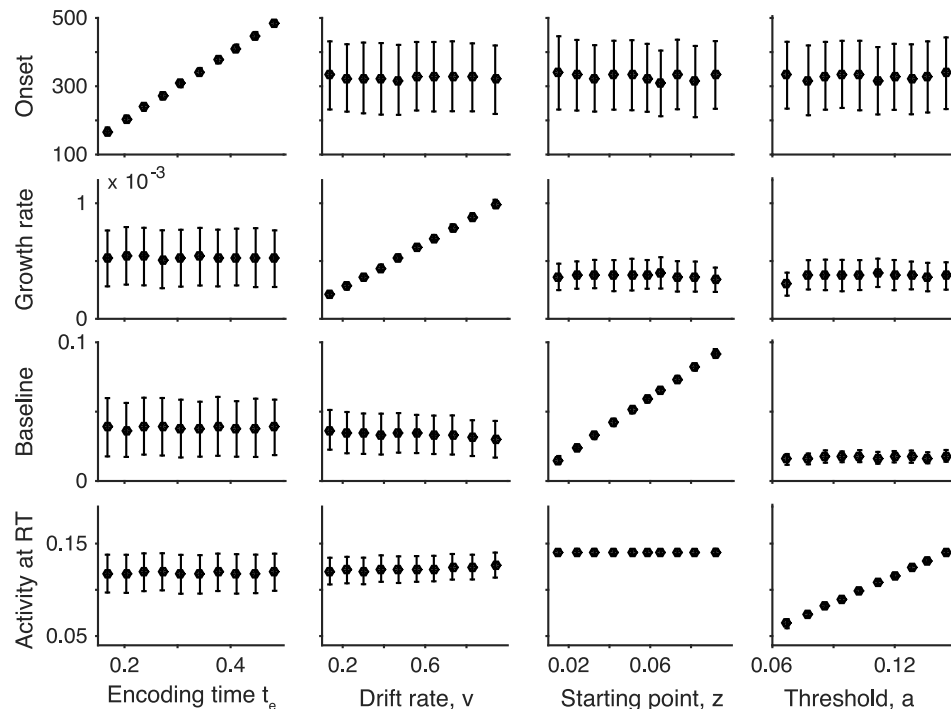 500
300
100
Onset
x 10^-3
1
0
Growth rate
0.1
0
Baseline
0.15
0.05
Activity at RT
0.2 0.4
0.2 0.6
0.02 0.06
0.06 0.12
Encoding time t_e
Drift rate, v
Starting point, z
Threshold, a